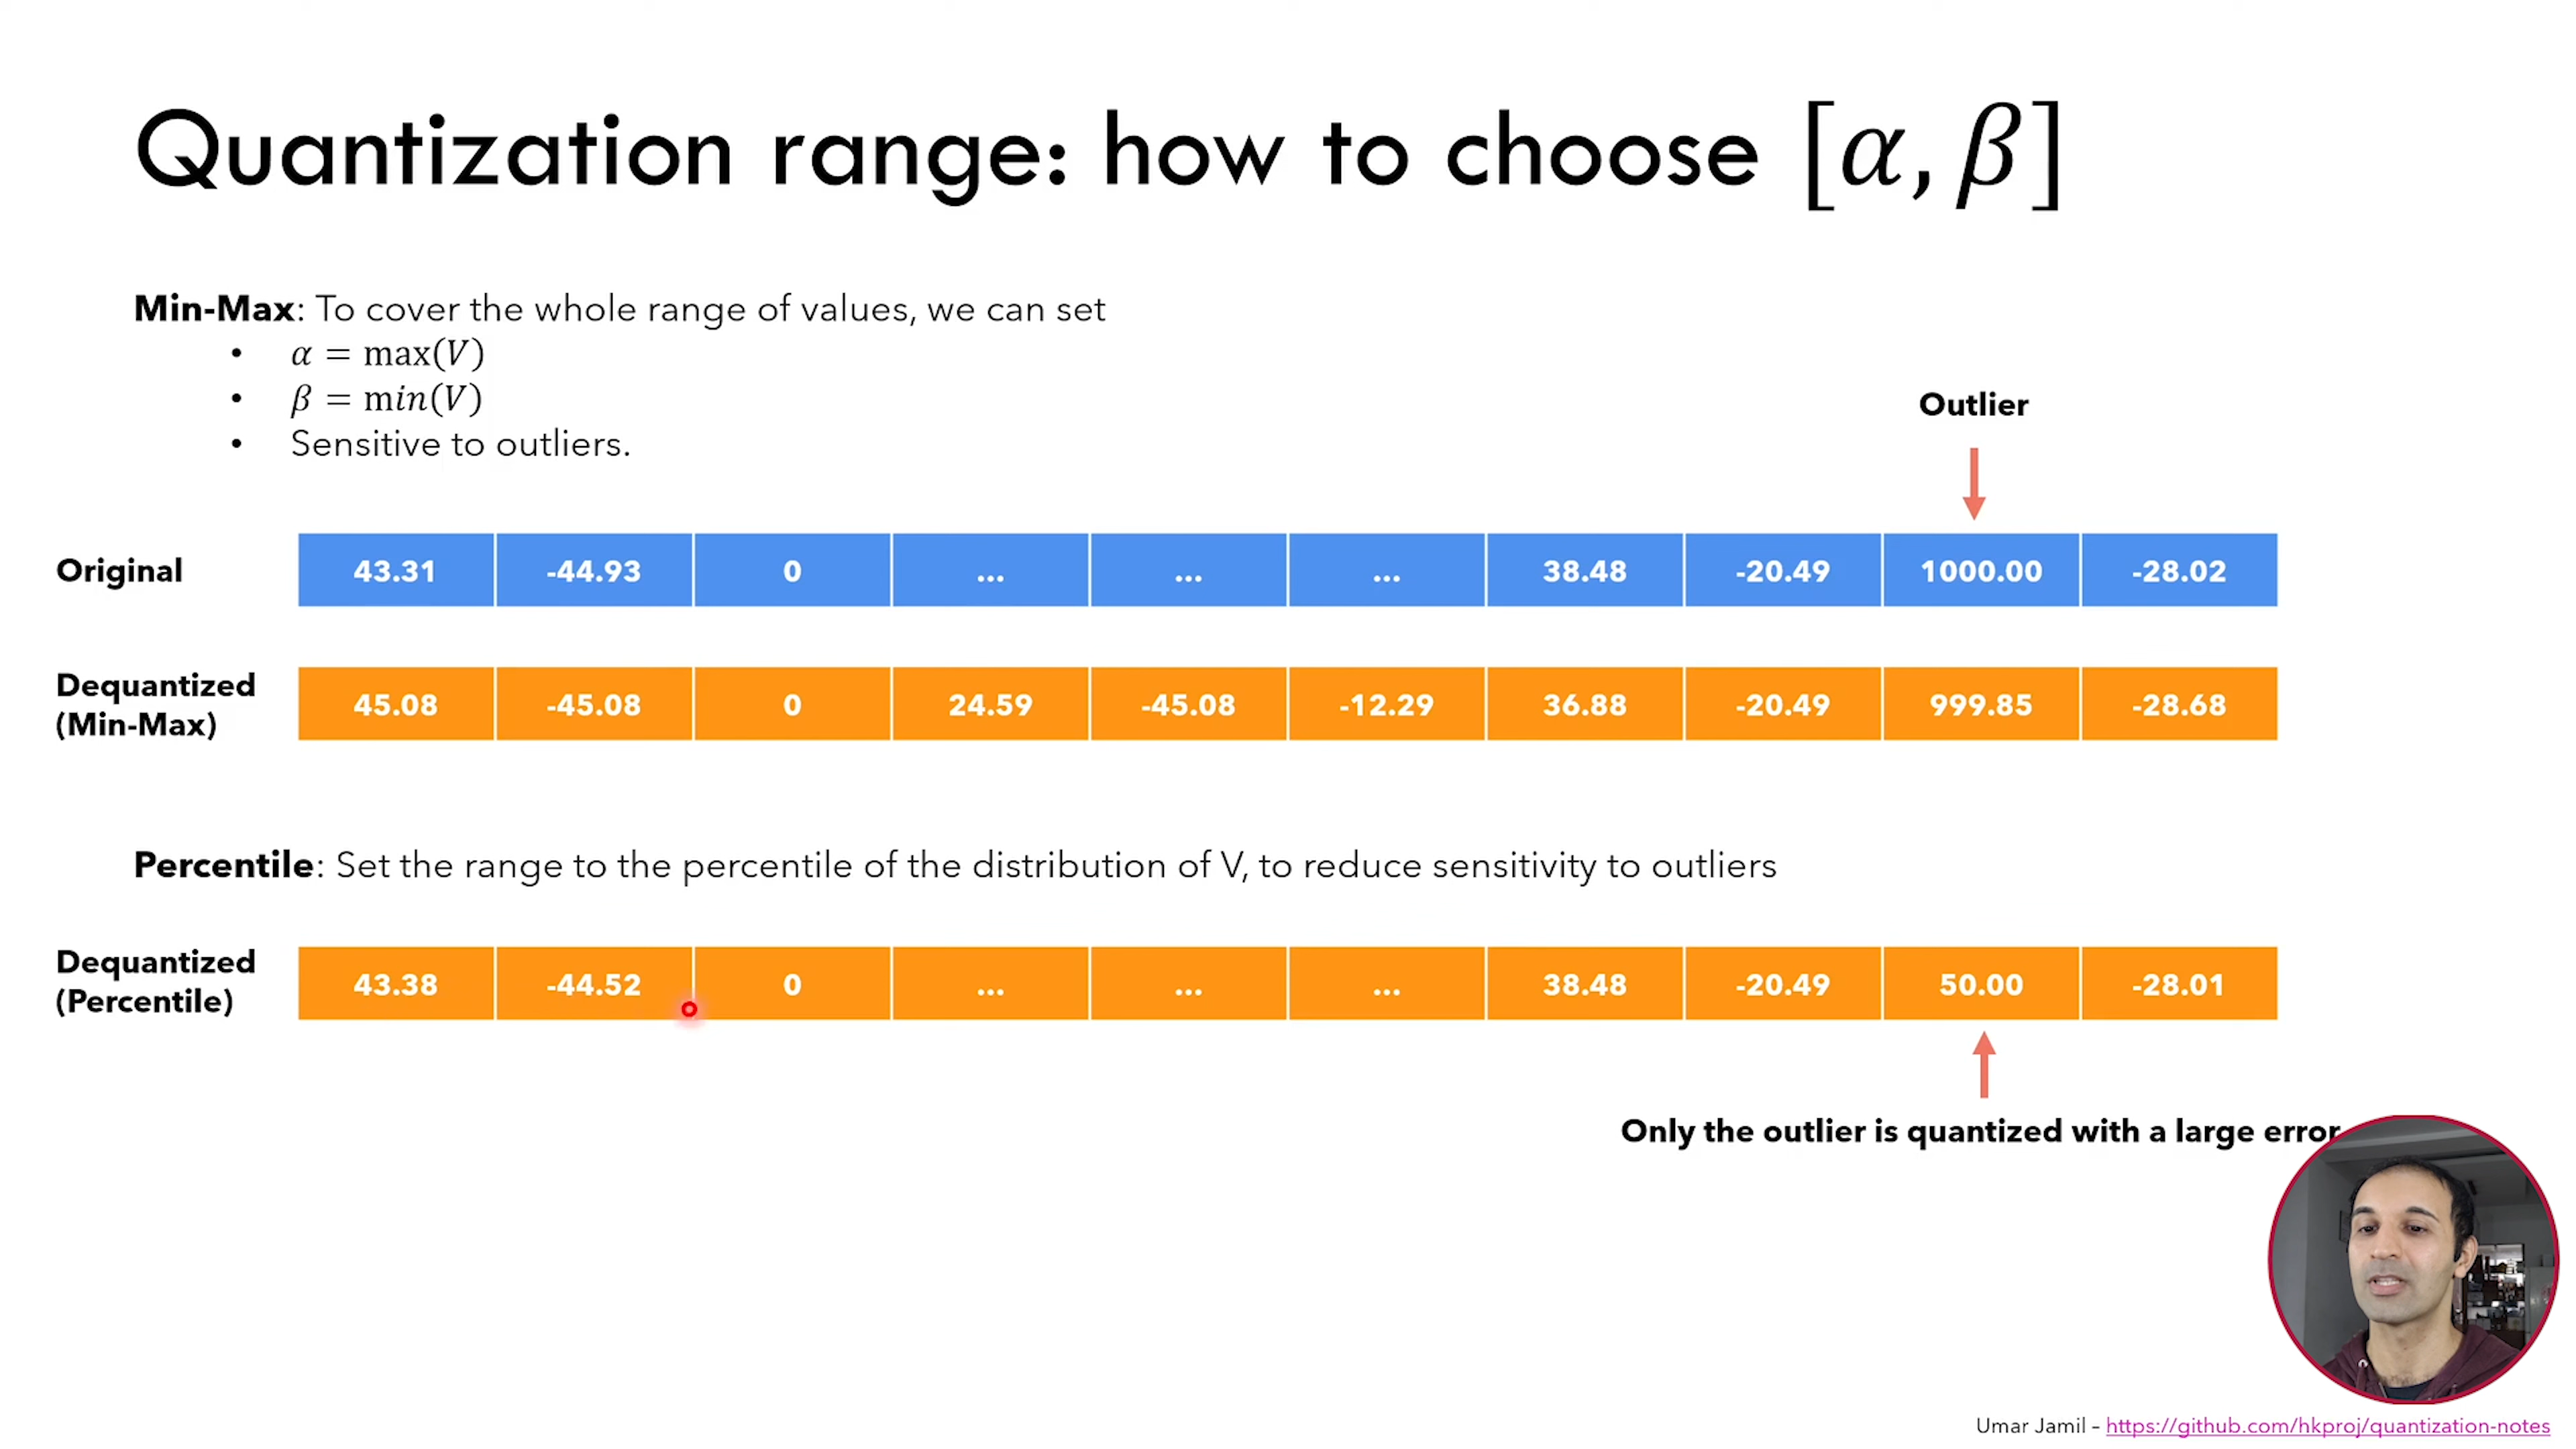 Quantization range: how to choose [α, β]
Min-Max: To cover the whole range of values, we can set
• α = max(V)
• β = min(V)
• Sensitive to outliers.
Outlier
Original 43.31 -44.93 0 ... ... ... 38.48 -20.49 1000.00 -28.02
Dequantized
(Min-Max) 45.08 -45.08 0 24.59 -45.08 -12.29 36.88 -20.49 999.85 -28.68
Percentile: Set the range to the percentile of the distribution of V, to reduce sensitivity to outliers
Dequantized
(Percentile) 43.38 -44.52 0 ... ... ... 38.48 -20.49 50.00 -28.01
Only the outlier is quantized with a large error
Umar Jamil – https://github.com/hkproj/quantization-notes